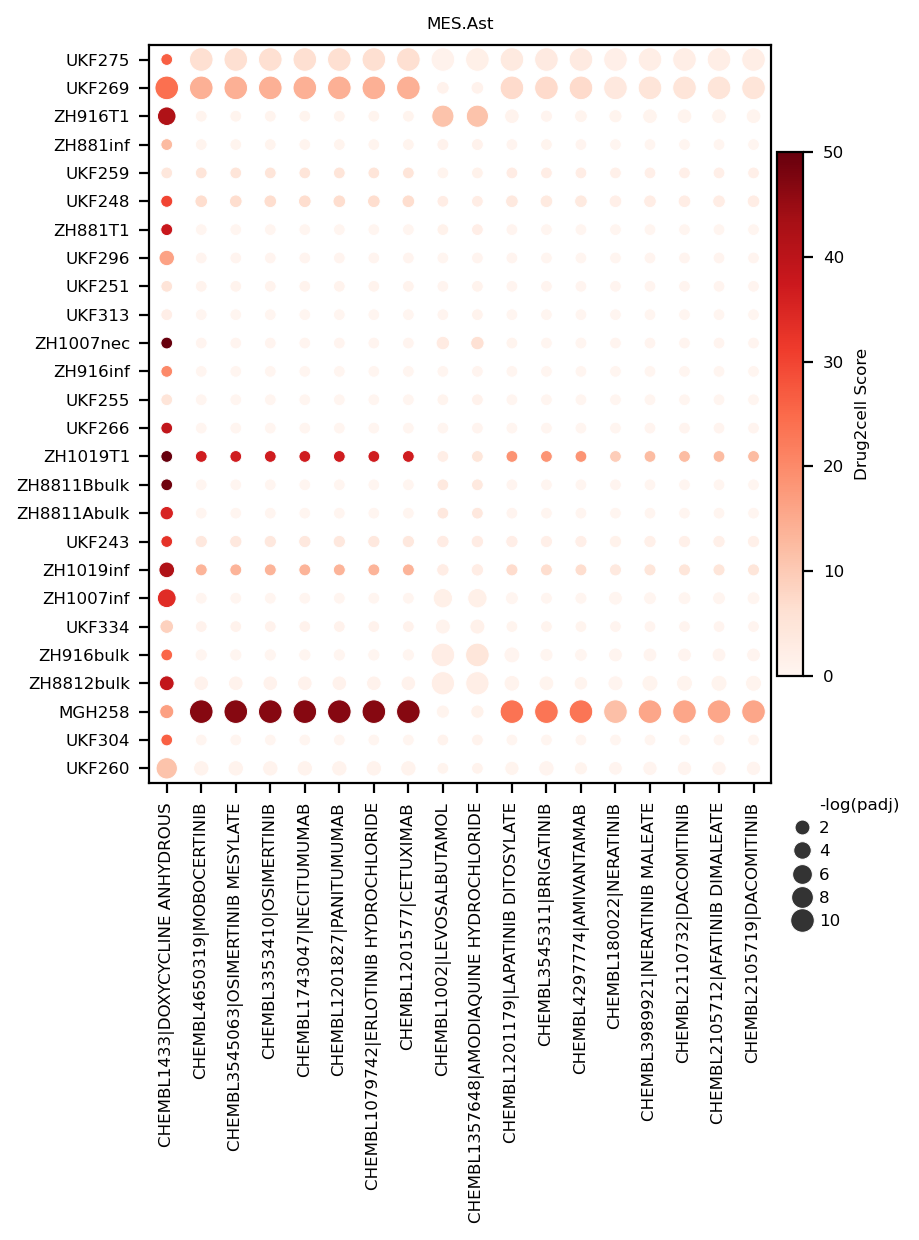 MES.Ast
UKF275
UKF269
ZH916T1
ZH881inf
UKF259
UKF248
ZH881T1
UKF296
UKF251
UKF313
ZH1007nec
ZH916inf
UKF255
UKF266
ZH1019T1
ZH8811Bbulk
ZH8811Abulk
UKF243
ZH1019inf
ZH1007inf
UKF334
ZH916bulk
ZH8812bulk
MGH258
UKF304
UKF260
50
40
30
20
10
0
Drug2cell Score
-log(padj)
2
4
6
8
10
CHEMBL1433|DOXYCYCLINE ANHYDROUS
CHEMBL4650319|MOBOCERTINIB
CHEMBL3545063|OSIMERTINIB MESYLATE
CHEMBL3353410|OSIMERTINIB
CHEMBL1743047|NECITUMUMAB
CHEMBL1201827|PANITUMUMAB
CHEMBL1079742|ERLOTINIB HYDROCHLORIDE
CHEMBL1201577|CETUXIMAB
CHEMBL1002|LEVOSALBUTAMOL
CHEMBL1357648|AMODIAQUINE HYDROCHLORIDE
CHEMBL1201179|LAPATINIB DITOSYLATE
CHEMBL3545311|BRIGATINIB
CHEMBL4297774|AMIVANTAMAB
CHEMBL180022|NERATINIB
CHEMBL3989921|NERATINIB MALEATE
CHEMBL2110732|DACOMITINIB
CHEMBL2105712|AFATINIB DIMALEATE
CHEMBL2105719|DACOMITINIB